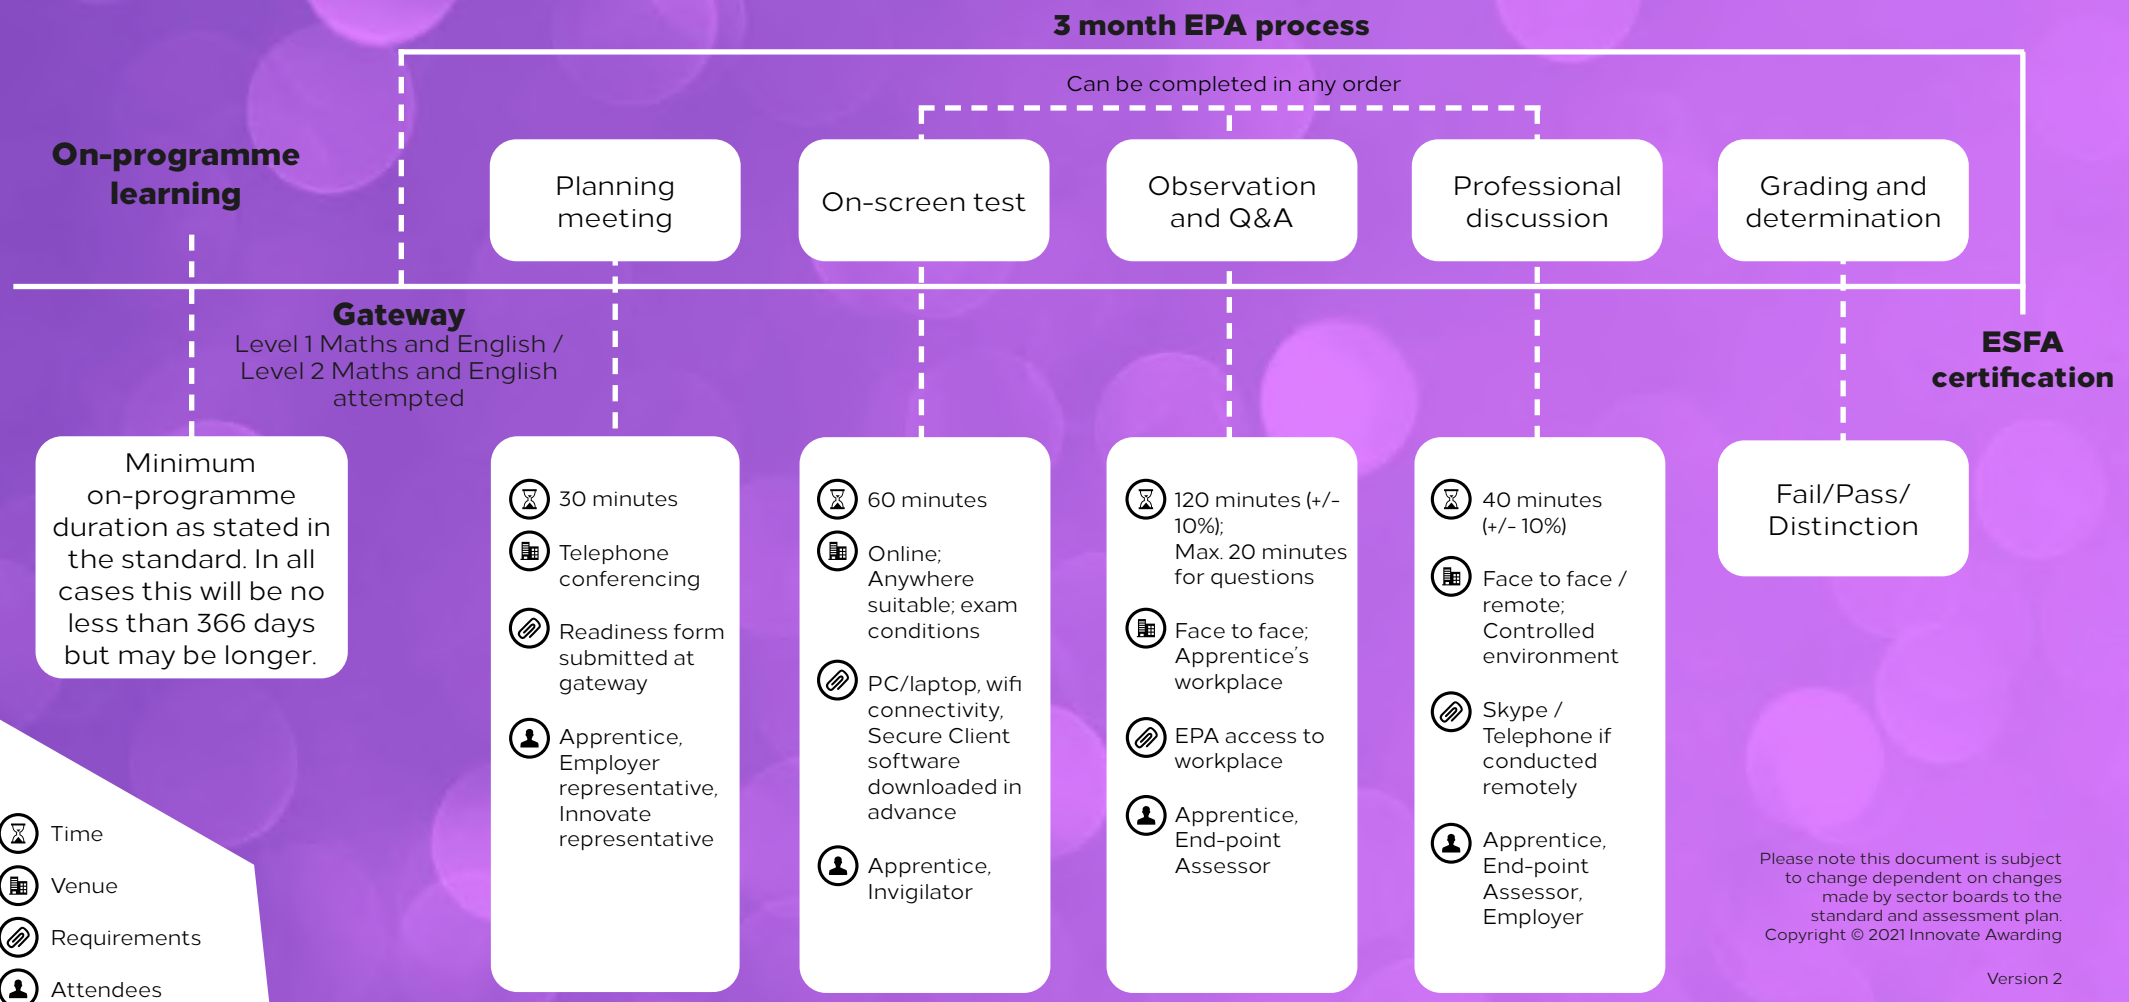 3 month EPA process
Can be completed in any order
On-programme
learning
Planning
meeting
On-screen test
Observation
and Q&A
Professional
discussion
Grading and
determination
Gateway
Level 1 Maths and English /
Level 2 Maths and English
attempted
ESFA
certification
Minimum
on-programme
duration as stated in
the standard. In all
cases this will be no
less than 366 days
but may be longer.
30 minutes
Telephone
conferencing
Readiness form
submitted at
gateway
Apprentice,
Employer
representative,
Innovate
representative
60 minutes
Online;
Anywhere
suitable; exam
conditions
PC/laptop, wifi
connectivity,
Secure Client
software
downloaded in
advance
Apprentice,
Invigilator
120 minutes (+/-
10%);
Max. 20 minutes
for questions
Face to face;
Apprentice's
workplace
EPA access to
workplace
Apprentice,
End-point
Assessor
40 minutes
(+/- 10%)
Face to face /
remote;
Controlled
environment
Skype /
Telephone if
conducted
remotely
Apprentice,
End-point
Assessor,
Employer
Fail/Pass/
Distinction
Time
Venue
Requirements
Attendees
Please note this document is subject
to change dependent on changes
made by sector boards to the
standard and assessment plan.
Copyright © 2021 Innovate Awarding
Version 2